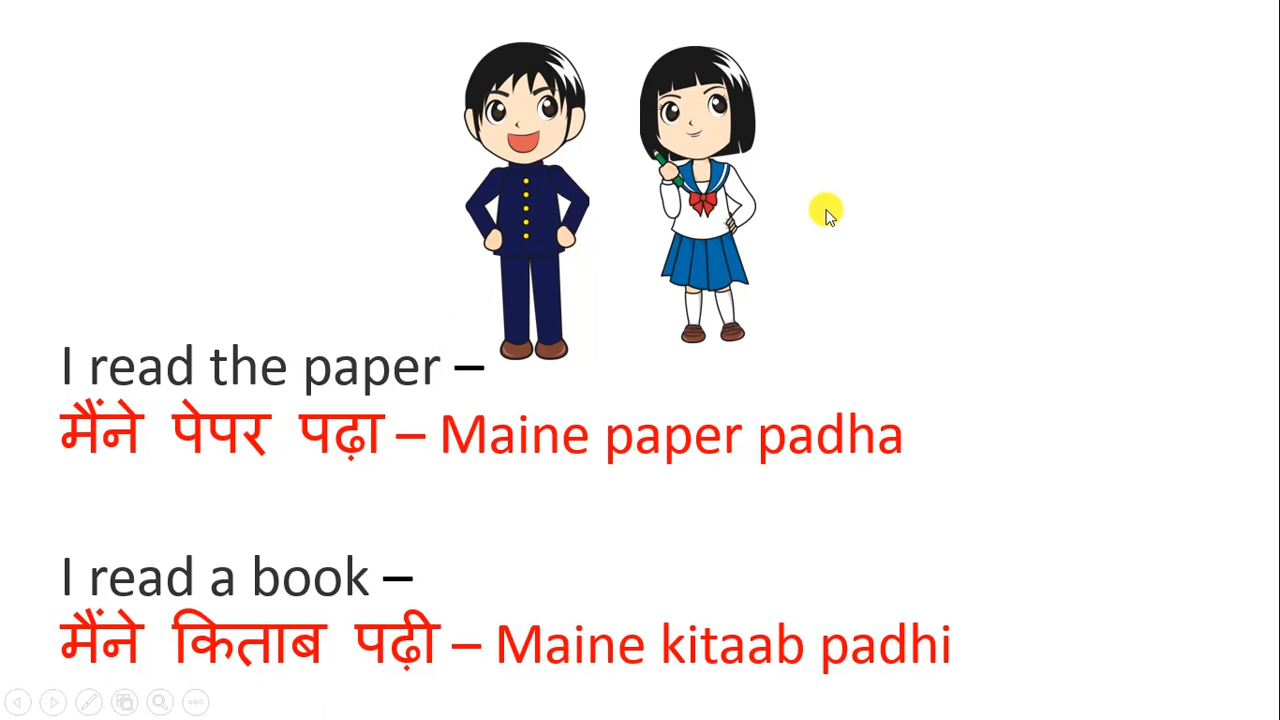 I read the paper –
मैंने पेपर पढ़ा – Maine paper padha
I read a book –
मैंने किताब पढ़ी – Maine kitaab padhi